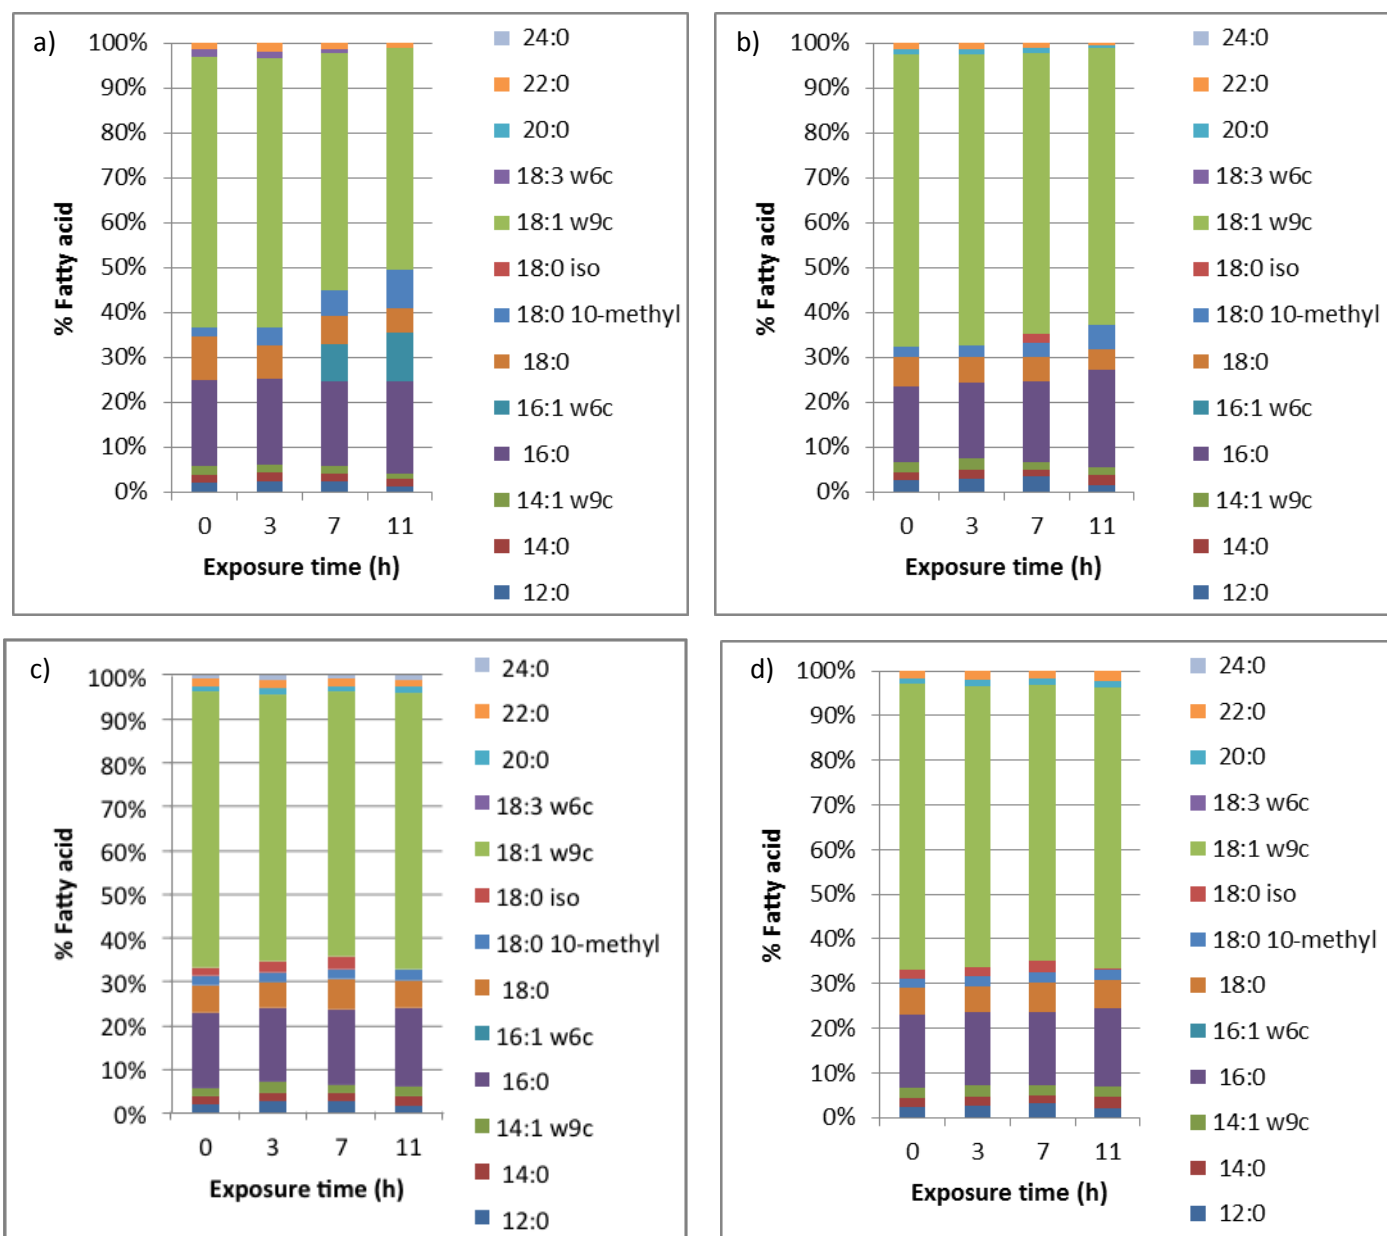 a)
100%
90%
80%
70%
60%
50%
40%
30%
20%
10%
0%
% Fatty acid
0 3 7 11
Exposure time (h)
24:0
22:0
20:0
18:3 w6c
18:1 w9c
18:0 iso
18:0 10-methyl
18:0
16:1 w6c
16:0
14:1 w9c
14:0
12:0
b)
100%
90%
80%
70%
60%
50%
40%
30%
20%
10%
0%
% Fatty acid
0 3 7 11
Exposure time (h)
24:0
22:0
20:0
18:3 w6c
18:1 w9c
18:0 iso
18:0 10-methyl
18:0
16:1 w6c
16:0
14:1 w9c
14:0
12:0
c)
100%
90%
80%
70%
60%
50%
40%
30%
20%
10%
0%
% Fatty acid
0 3 7 11
Exposure time (h)
24:0
22:0
20:0
18:3 w6c
18:1 w9c
18:0 iso
18:0 10-methyl
18:0
16:1 w6c
16:0
14:1 w9c
14:0
12:0
d)
100%
90%
80%
70%
60%
50%
40%
30%
20%
10%
0%
% Fatty acid
0 3 7 11
Exposure time (h)
24:0
22:0
20:0
18:3 w6c
18:1 w9c
18:0 iso
18:0 10-methyl
18:0
16:1 w6c
16:0
14:1 w9c
14:0
12:0